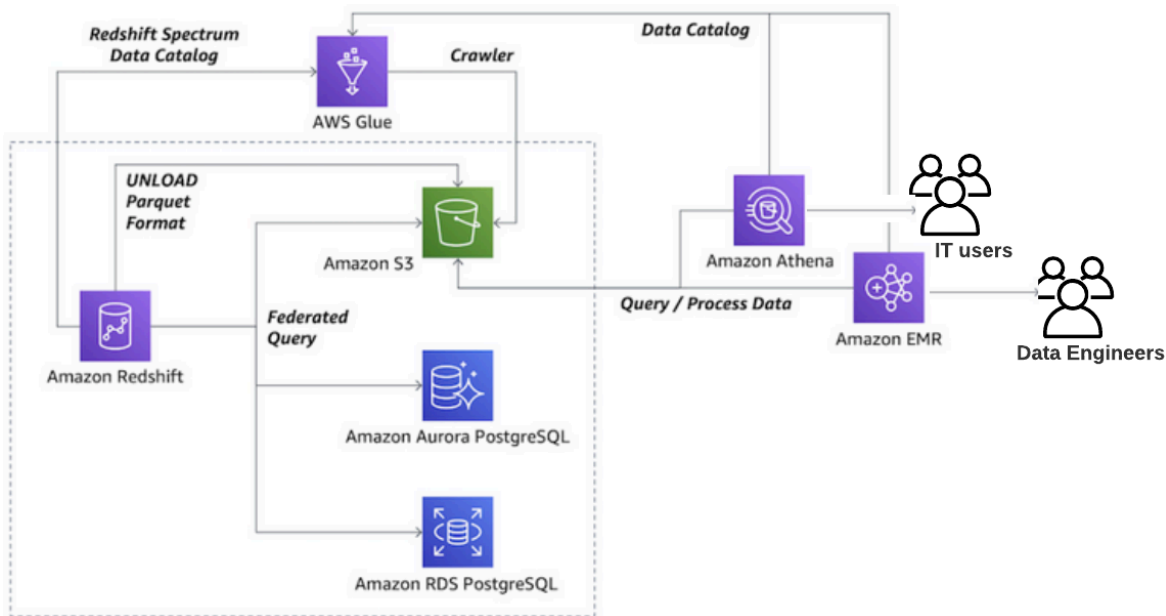 Redshift Spectrum
Data Catalog
Crawler
Data Catalog
AWS Glue
UNLOAD
Parquet
Format
Amazon S3
Amazon Athena
IT users
Federated
Query
Query / Process Data
Amazon EMR
Data Engineers
Amazon Redshift
Amazon Aurora PostgreSQL
Amazon RDS PostgreSQL